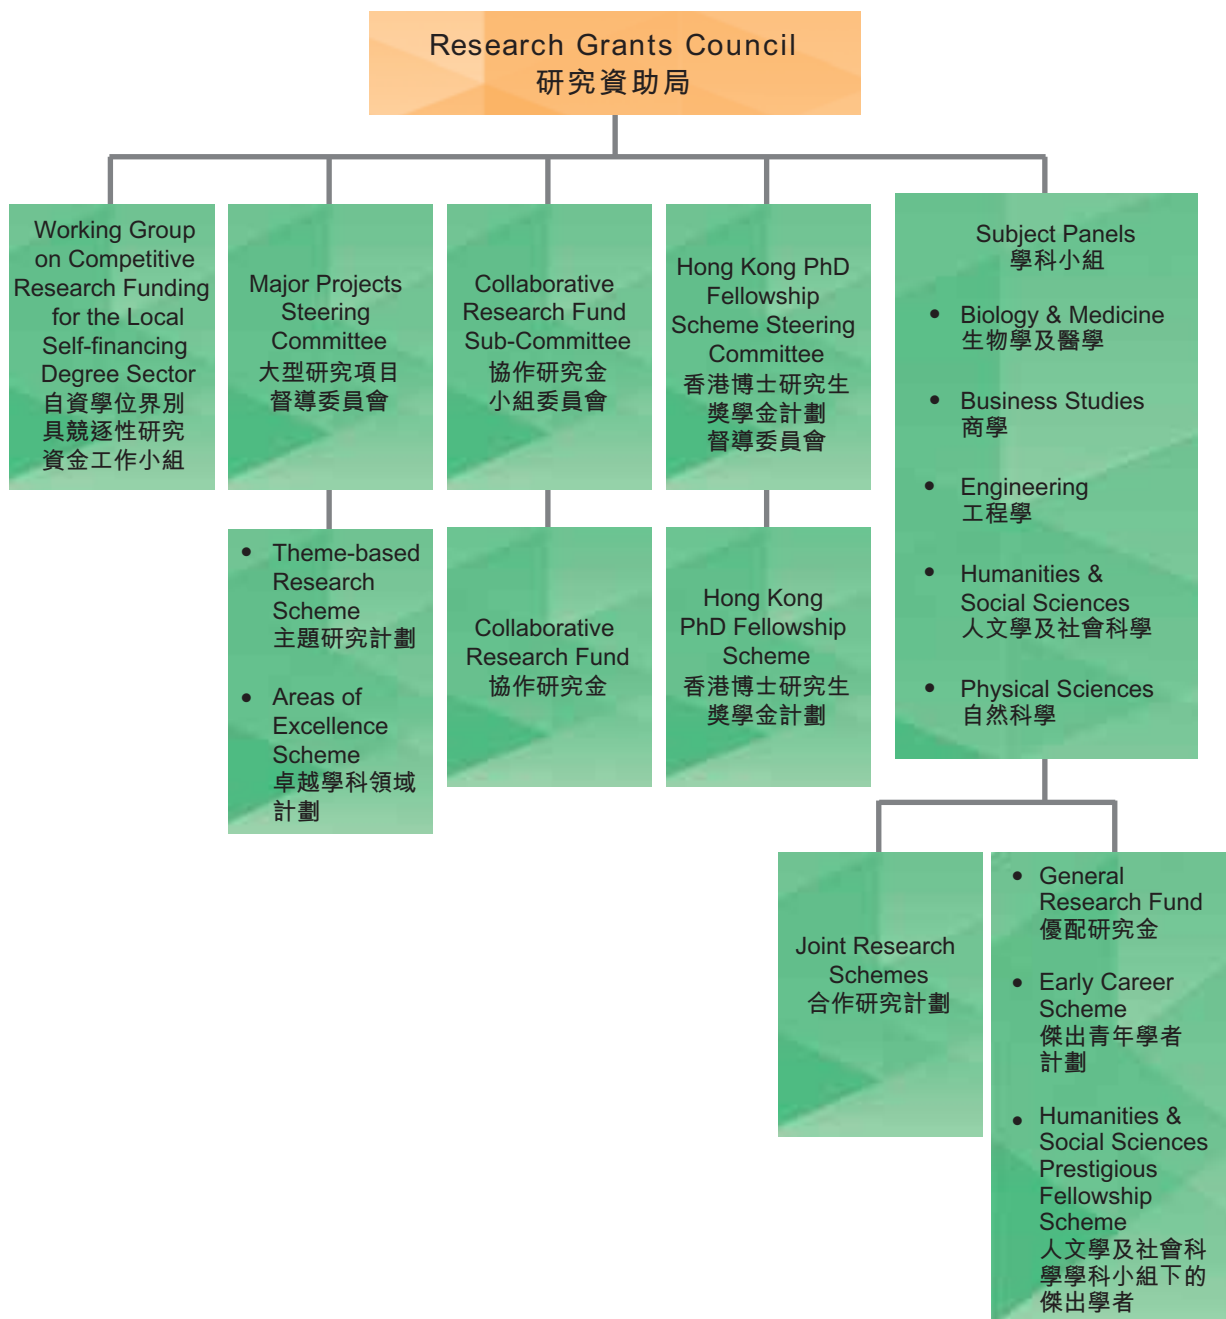 Research Grants Council
研究資助局
Working Group
on Competitive
Research Funding
for the Local
Self-financing
Degree Sector
自資學位界別
具競逐性研究
資金工作小組
Major Projects
Steering
Committee
大型研究項目
督導委員會
Collaborative
Research Fund
Sub-Committee
協作研究金
小組委員會
Hong Kong PhD
Fellowship
Scheme Steering
Committee
香港博士研究生
獎學金計劃
督導委員會
Subject Panels
學科小組
• Biology & Medicine
生物學及醫學
• Business Studies
商學
• Engineering
工程學
• Humanities &
Social Sciences
人文學及社會科學
• Physical Sciences
自然科學
• Theme-based
Research
Scheme
主題研究計劃
• Areas of
Excellence
Scheme
卓越學科領域
計劃
Collaborative
Research Fund
協作研究金
Hong Kong
PhD Fellowship
Scheme
香港博士研究生
獎學金計劃
Joint Research
Schemes
合作研究計劃
• General
Research Fund
優配研究金
• Early Career
Scheme
傑出青年學者
計劃
• Humanities &
Social Sciences
Prestigious
Fellowship
Scheme
人文學及社會科
學學科小組下的
傑出學者